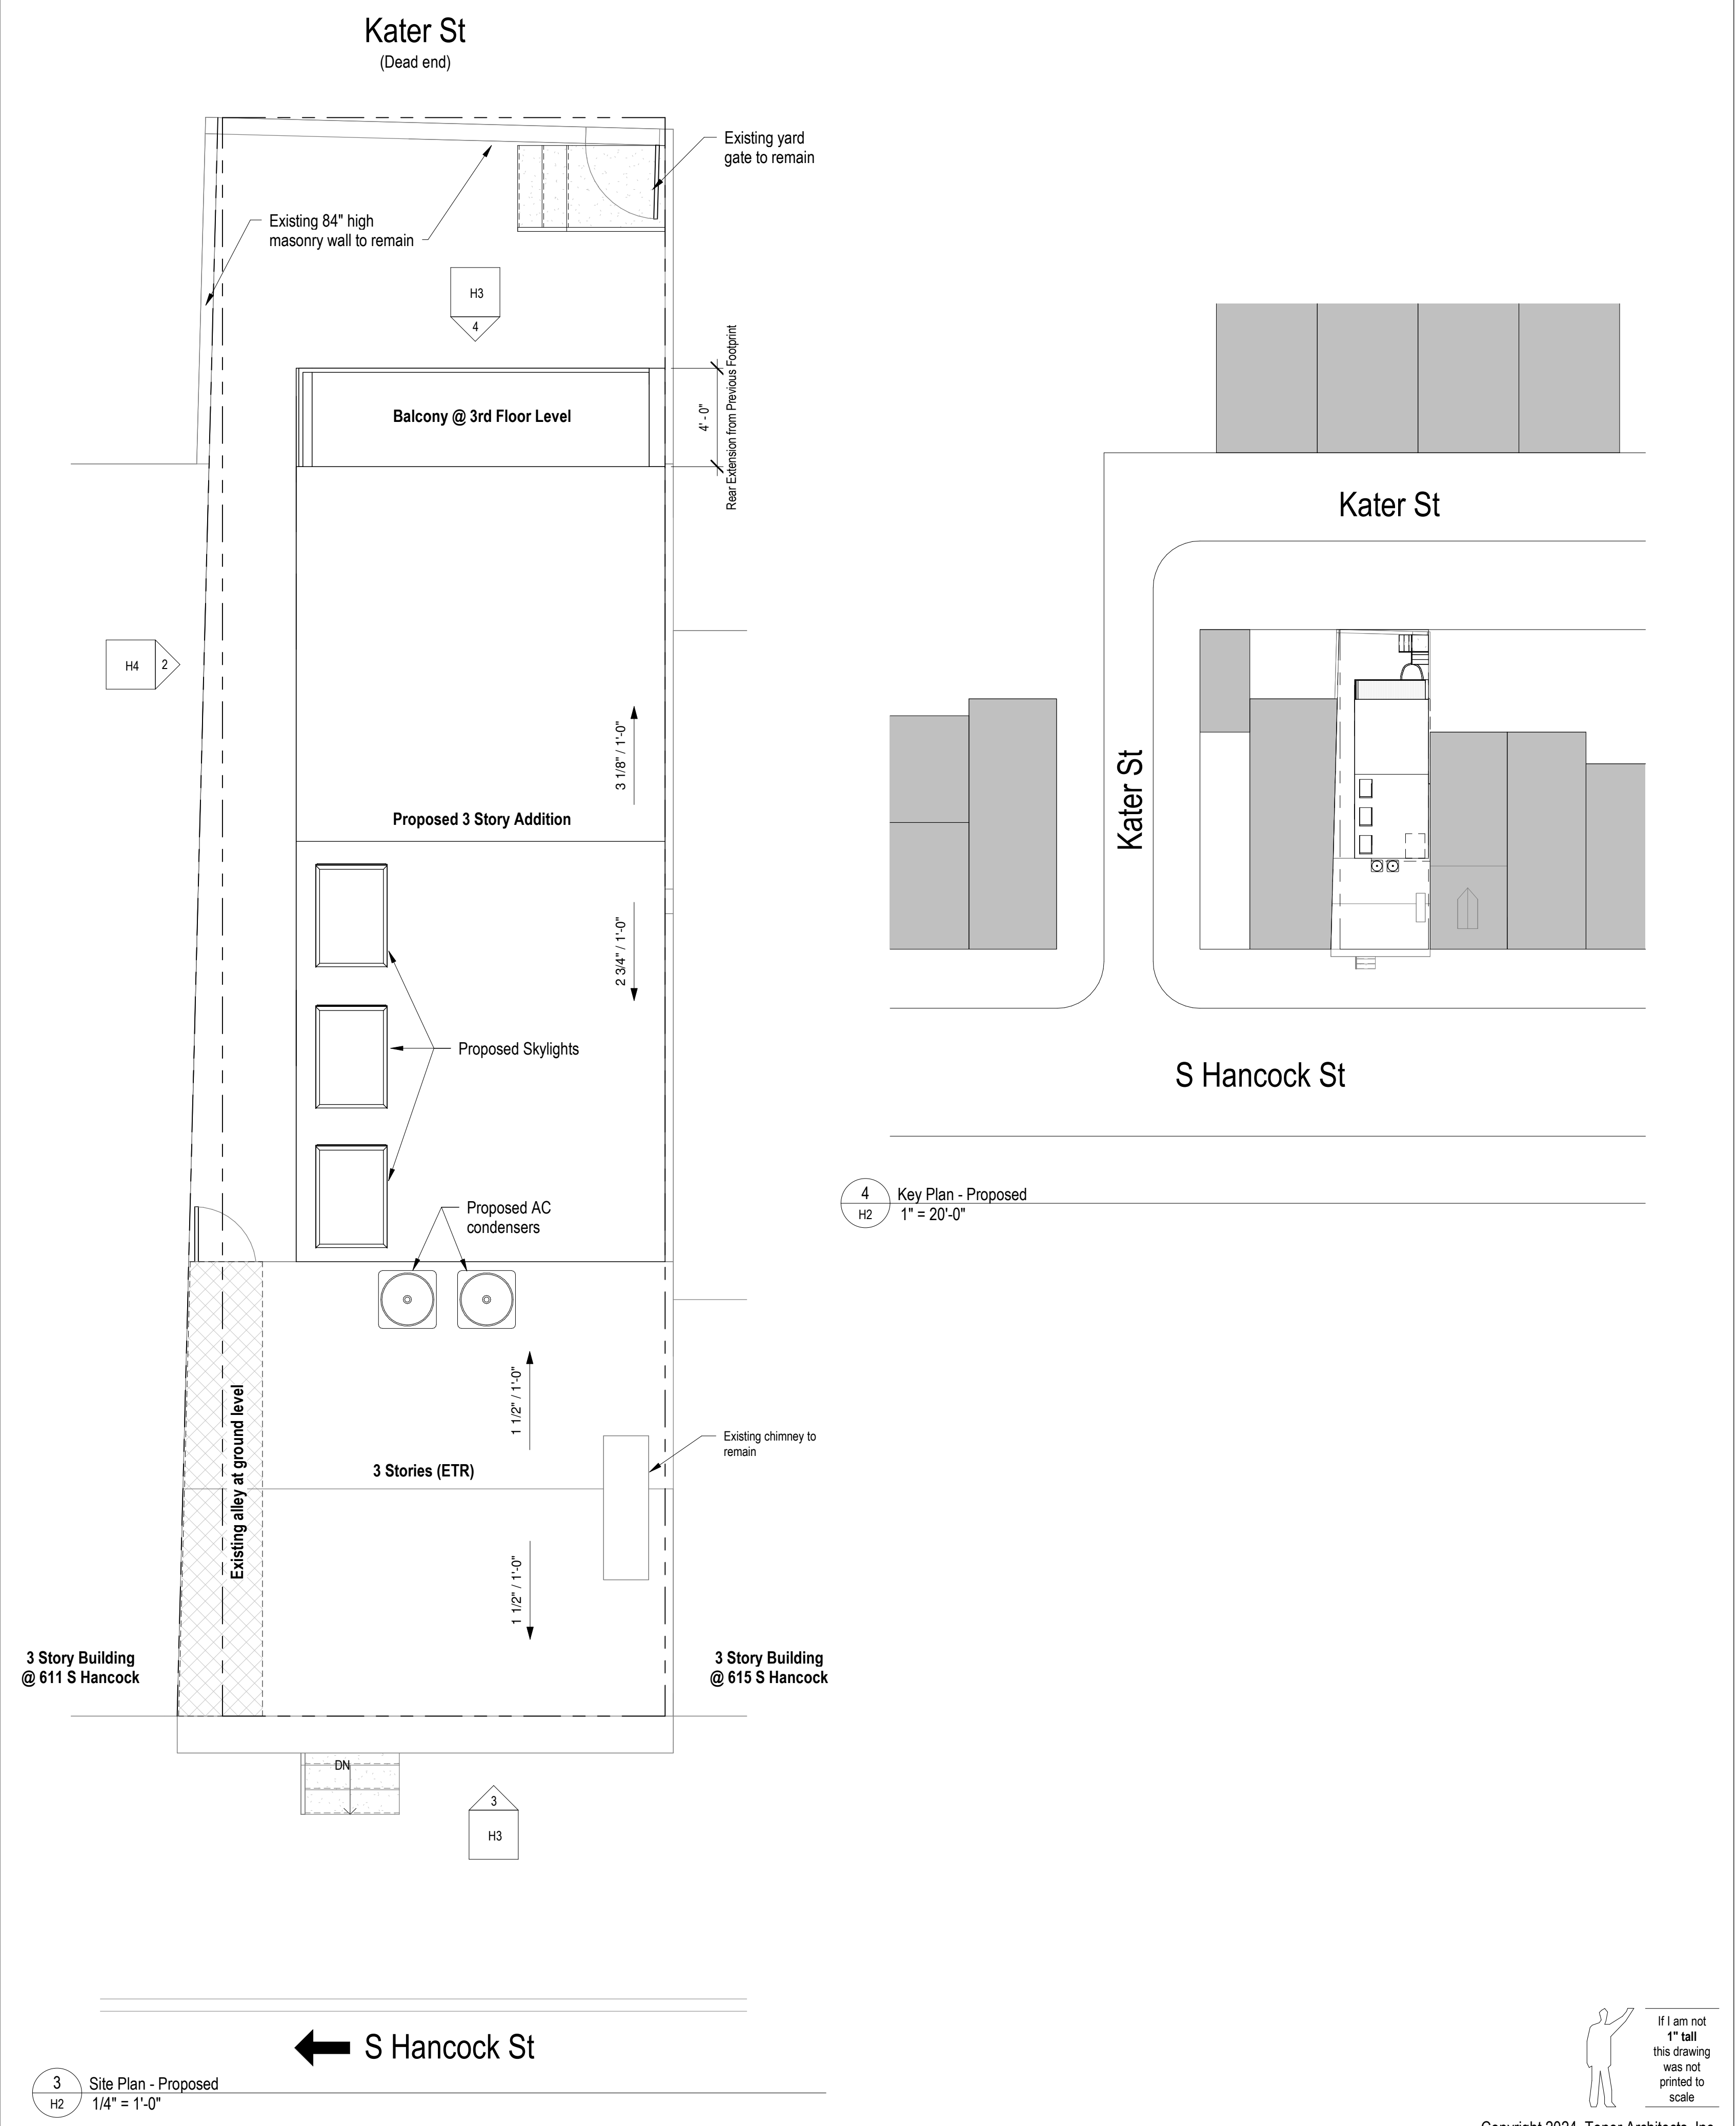 Kater St
(Dead end)
Existing yard
gate to remain
Existing 84" high
masonry wall to remain
H3
4
Balcony @ 3rd Floor Level
4' - 0"
Rear Extension from Previous Footprint
H4
2
3 1/8" / 1'-0"
Proposed 3 Story Addition
2 3/4" / 1'-0"
Proposed Skylights
Proposed AC
condensers
1 1/2" / 1'-0"
Existing alley at ground level
Existing chimney to
remain
3 Stories (ETR)
1 1/2" / 1'-0"
3 Story Building
@ 611 S Hancock
3 Story Building
@ 615 S Hancock
DN
3
H3
S Hancock St
3
H2
Site Plan - Proposed
1/4" = 1'-0"
Kater St
Kater St
S Hancock St
4
H2
Key Plan - Proposed
1" = 20'-0"
If I am not
1" tall
this drawing
was not
printed to
scale
Copyright 2024, Toner Architects, Inc.